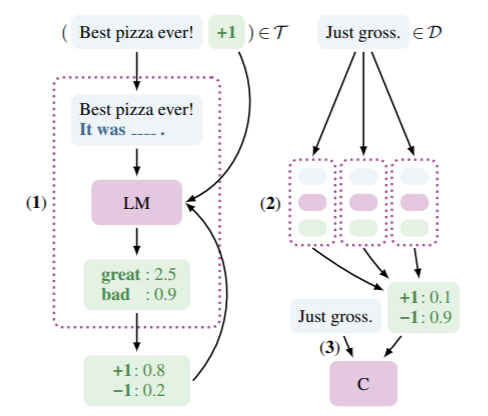 ( Best pizza ever! +1 ) ∈ 𝒯
Best pizza ever!
It was ____ .
(1)
LM
great : 2.5
bad : 0.9
+1: 0.8
−1: 0.2
Just gross. ∈ 𝒟
(2)
+1: 0.1
−1: 0.9
Just gross.
(3)
C